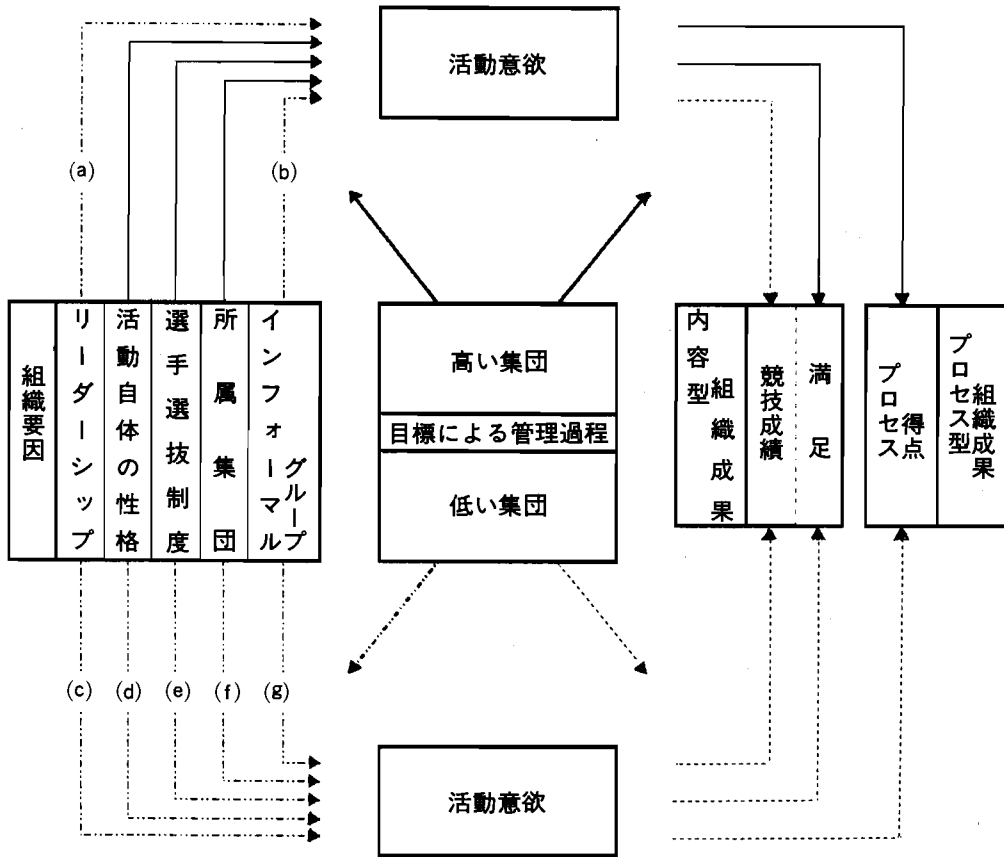 活動意欲
(a)
(b)
組織要因
リーダーシップ
活動自体の性格
選手選抜制度
所属集団
インフォーマル
グループ
高い集団
目標による管理過程
低い集団
内容型
組織成果
競技成績
満足
プロセス
得点
プロセス型
組織成果
(c)
(d)
(e)
(f)
(g)
活動意欲